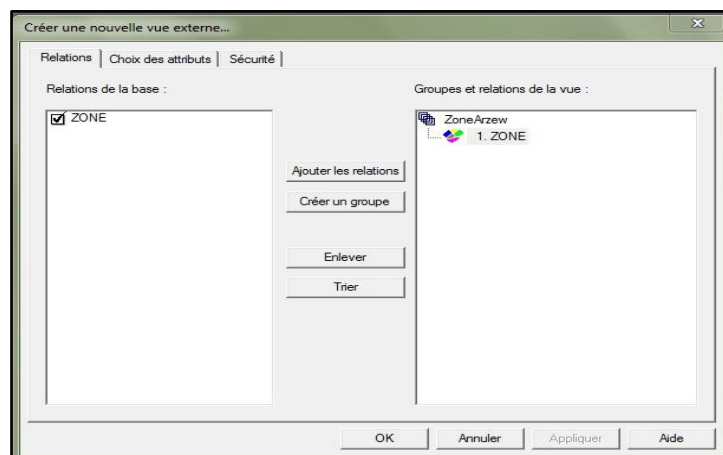 Créer une nouvelle vue externe...
Relations
Choix des attributs
Sécurité
Relations de la base :
Groupes et relations de la vue :
ZONE
ZoneArzew
1. ZONE
Ajouter les relations
Créer un groupe
Enlever
Trier
OK
Annuler
Appliquer
Aide